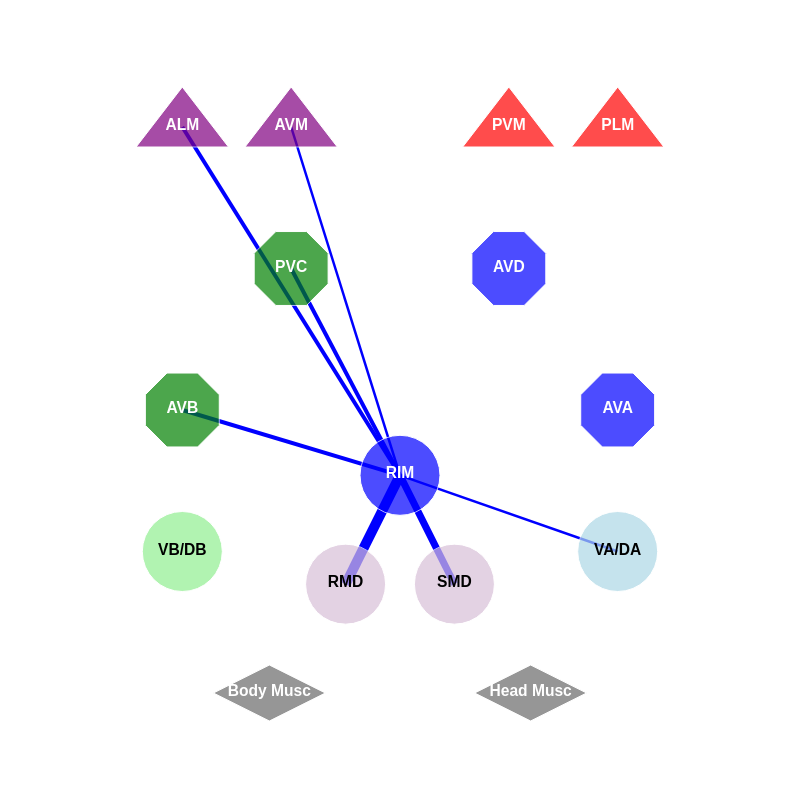 ALM
AVM
PVM
PLM
PVC
AVD
AVB
AVA
RIM
VB/DB
VA/DA
RMD
SMD
Body Musc
Head Musc